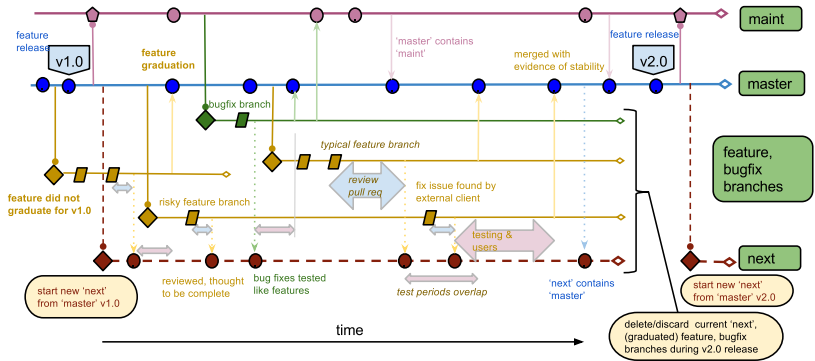 maint
feature
release
feature release
v1.0
feature
graduation
'master' contains
'maint'
merged with
evidence of stability
v2.0
master
bugfix branch
typical feature branch
feature,
bugfix
branches
review
pull req
fix issue found by
external client
feature did not
graduate for v1.0
risky feature branch
testing &
users
next
start new 'next'
from 'master' v1.0
reviewed, thought
to be complete
bug fixes tested
like features
test periods overlap
'next' contains
'master'
start new 'next'
from 'master' v2.0
time
delete/discard current 'next',
(graduated) feature, bugfix
branches during v2.0 release